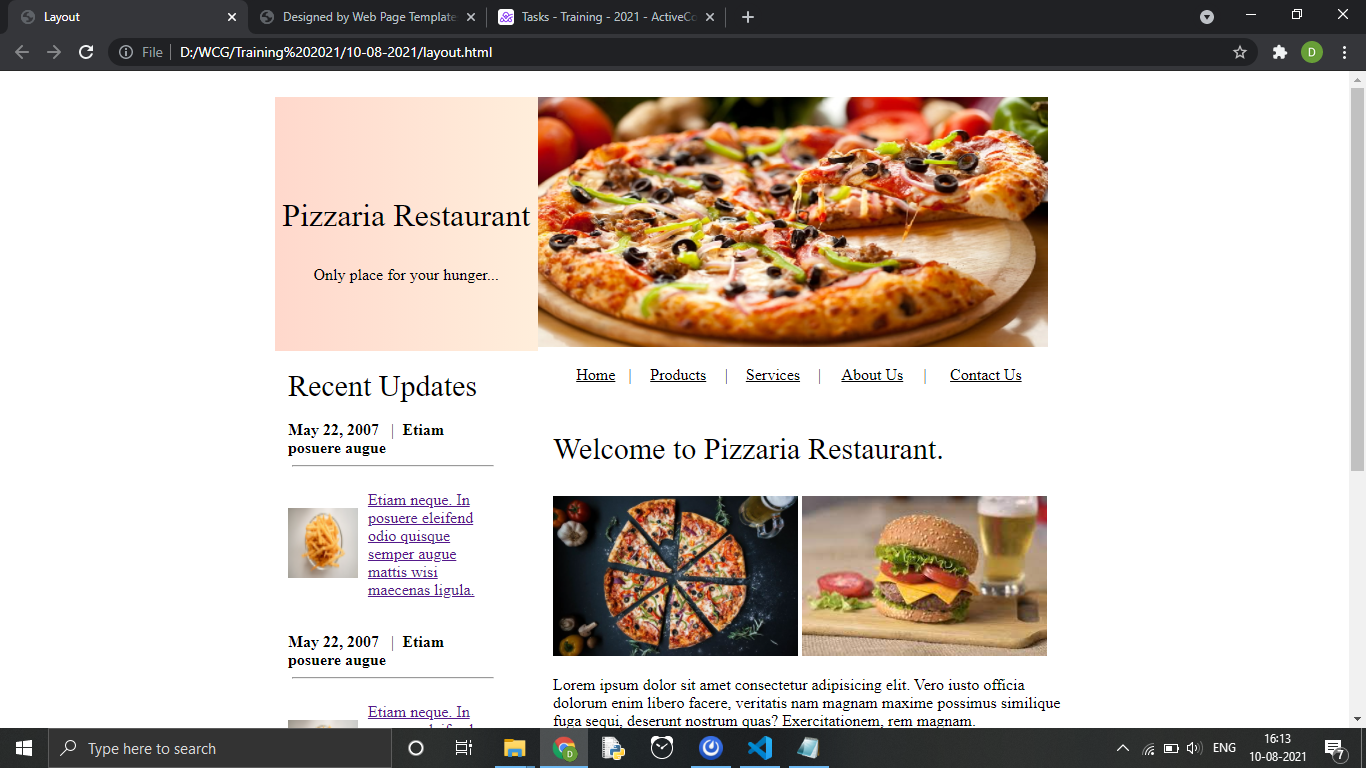 Layout
Designed by Web Page Template
Tasks - Training - 2021 - ActiveCo
File
D:/WCG/Training%202021/10-08-2021/layout.html
D
Pizzaria Restaurant
Only place for your hunger...
Home | Products | Services | About Us | Contact Us
Recent Updates
May 22, 2007 | Etiam
posuere augue
Etiam neque. In
posuere eleifend
odio quisque
semper augue
mattis wisi
maecenas ligula.
May 22, 2007 | Etiam
posuere augue
Etiam neque. In
Welcome to Pizzaria Restaurant.
Lorem ipsum dolor sit amet consectetur adipisicing elit. Vero iusto officia
dolorum enim libero facere, veritatis nam magnam maxime possimus similique
fuga sequi, deserunt nostrum quas? Exercitationem, rem magnam.
Type here to search
D
ENG
16:13
10-08-2021
7